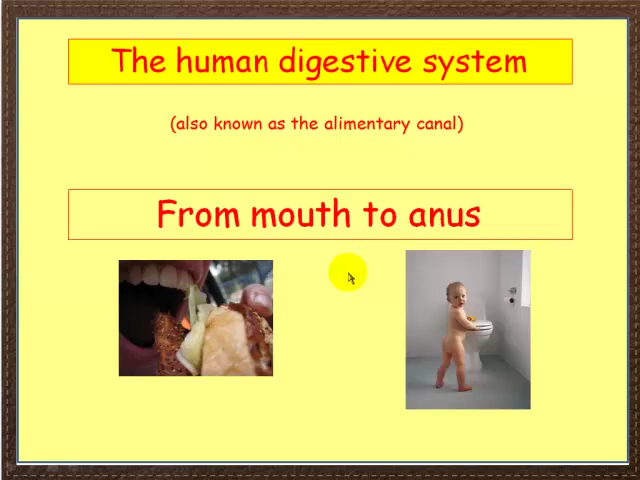 The human digestive system
(also known as the alimentary canal)
From mouth to anus